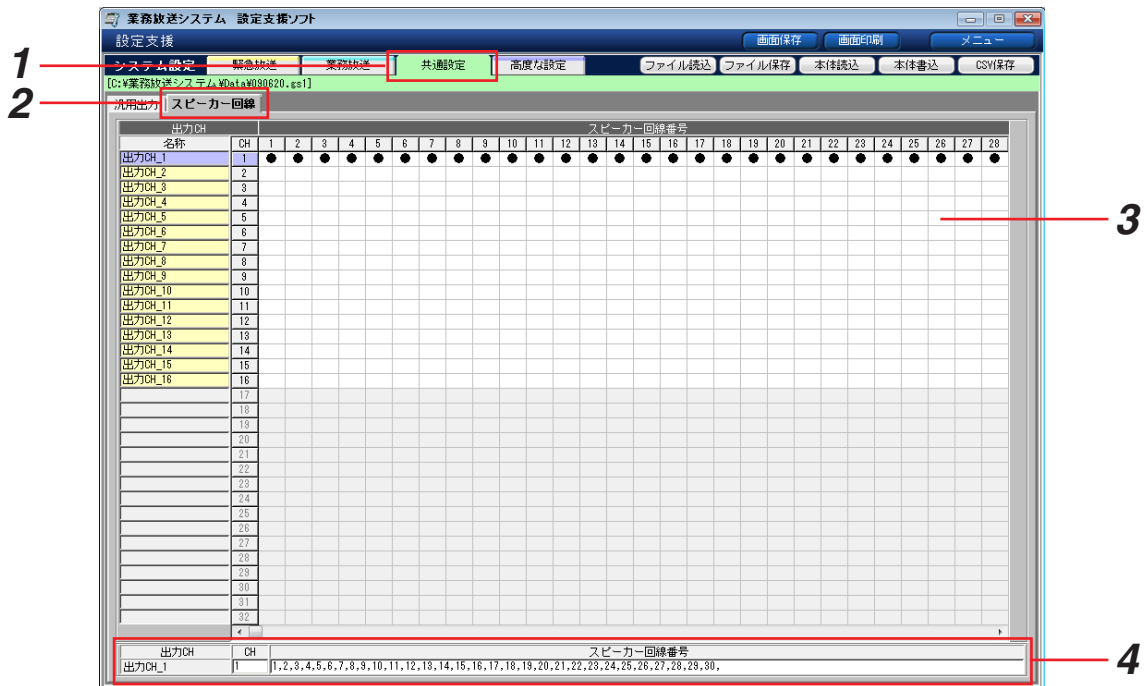 業務放送システム 設定支援ソフト
設定支援 画面保存 画面印刷 メニュー
1
システム設定 緊急放送 業務放送 共通設定 高度な設定 ファイル読込 ファイル保存 本体読込 本体書込 CSV保存
[C:¥業務放送システム¥Data¥090620.gs1]
2
汎用出力 スピーカー回線
出力CH スピーカー回線番号
名称 CH 1 2 3 4 5 6 7 8 9 10 11 12 13 14 15 16 17 18 19 20 21 22 23 24 25 26 27 28
出力CH_1 1
出力CH_2 2
出力CH_3 3
出力CH_4 4
出力CH_5 5
3
出力CH_6 6
出力CH_7 7
出力CH_8 8
出力CH_9 9
出力CH_10 10
出力CH_11 11
出力CH_12 12
出力CH_13 13
出力CH_14 14
出力CH_15 15
出力CH_16 16
17
18
19
20
21
22
23
24
25
26
27
28
29
30
31
32
出力CH CH スピーカー回線番号
4
出力CH_1 1 1,2,3,4,5,6,7,8,9,10,11,12,13,14,15,16,17,18,19,20,21,22,23,24,25,26,27,28,29,30,